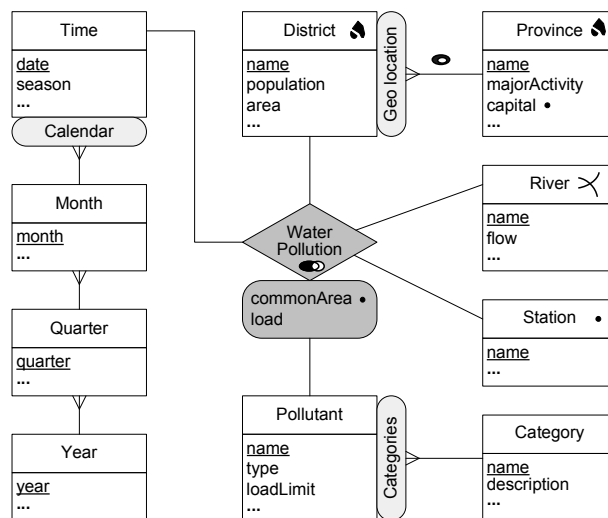 Time
date
season
...
Calendar
Month
month
...
Quarter
quarter
...
Year
year
...
District
name
population
area
...
Geo location
Province
name
majorActivity
capital •
...
Water
Pollution
commonArea •
load
River
name
flow
...
Station •
name
...
Pollutant
name
type
loadLimit
...
Categories
Category
name
description
...